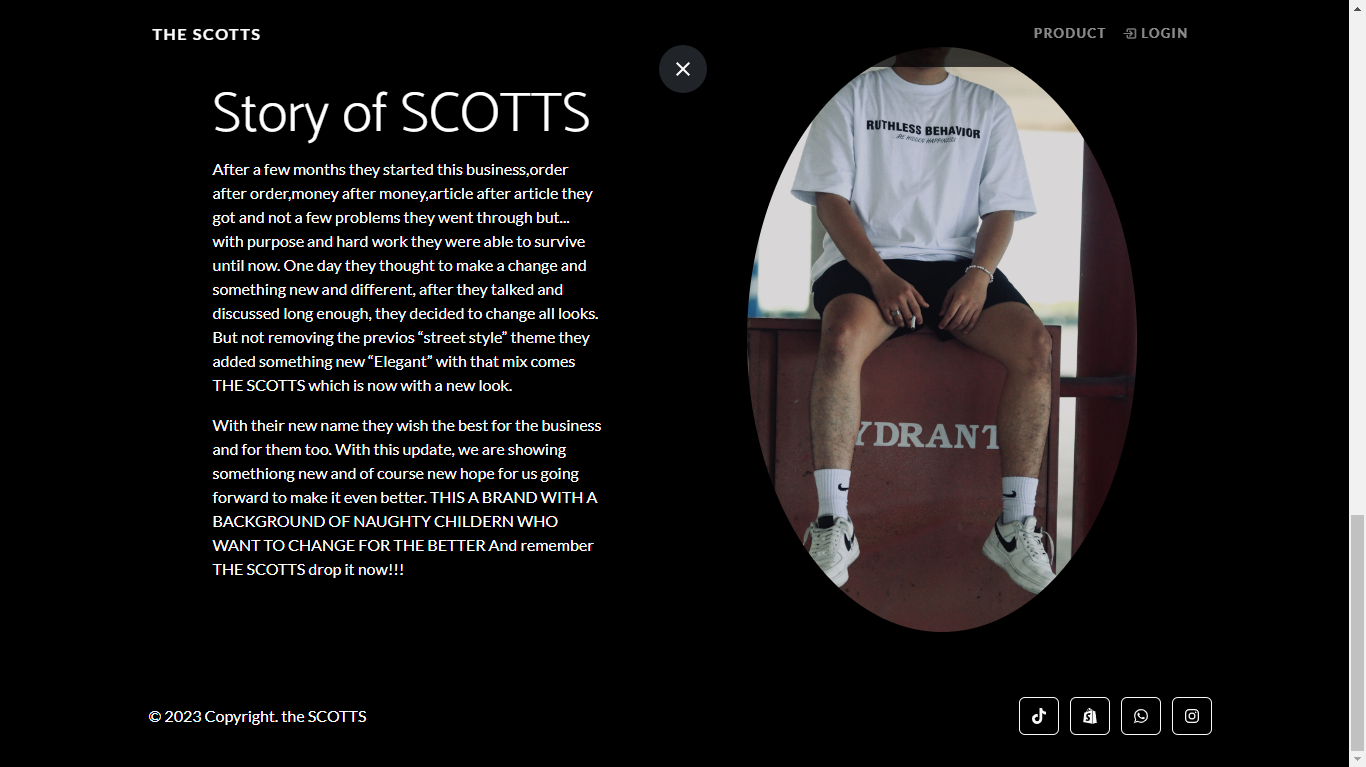 THE SCOTTS
PRODUCT
LOGIN
Story of SCOTTS
After a few months they started this business,order
after order,money after money,article after article they
got and not a few problems they went through but...
with purpose and hard work they were able to survive
until now. One day they thought to make a change and
something new and different, after they talked and
discussed long enough, they decided to change all looks.
But not removing the previos “street style” theme they
added something new “Elegant” with that mix comes
THE SCOTTS which is now with a new look.
With their new name they wish the best for the business
and for them too. With this update, we are showing
somethiong new and of course new hope for us going
forward to make it even better. THIS A BRAND WITH A
BACKGROUND OF NAUGHTY CHILDERN WHO
WANT TO CHANGE FOR THE BETTER And remember
THE SCOTTS drop it now!!!
RUTHLESS BEHAVIOR
YDRANT
© 2023 Copyright. the SCOTTS